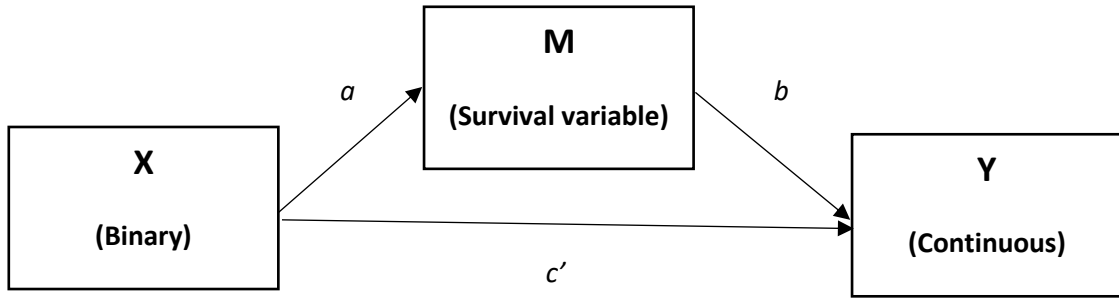 M
(Survival variable)
a
b
X
(Binary)
Y
(Continuous)
c’